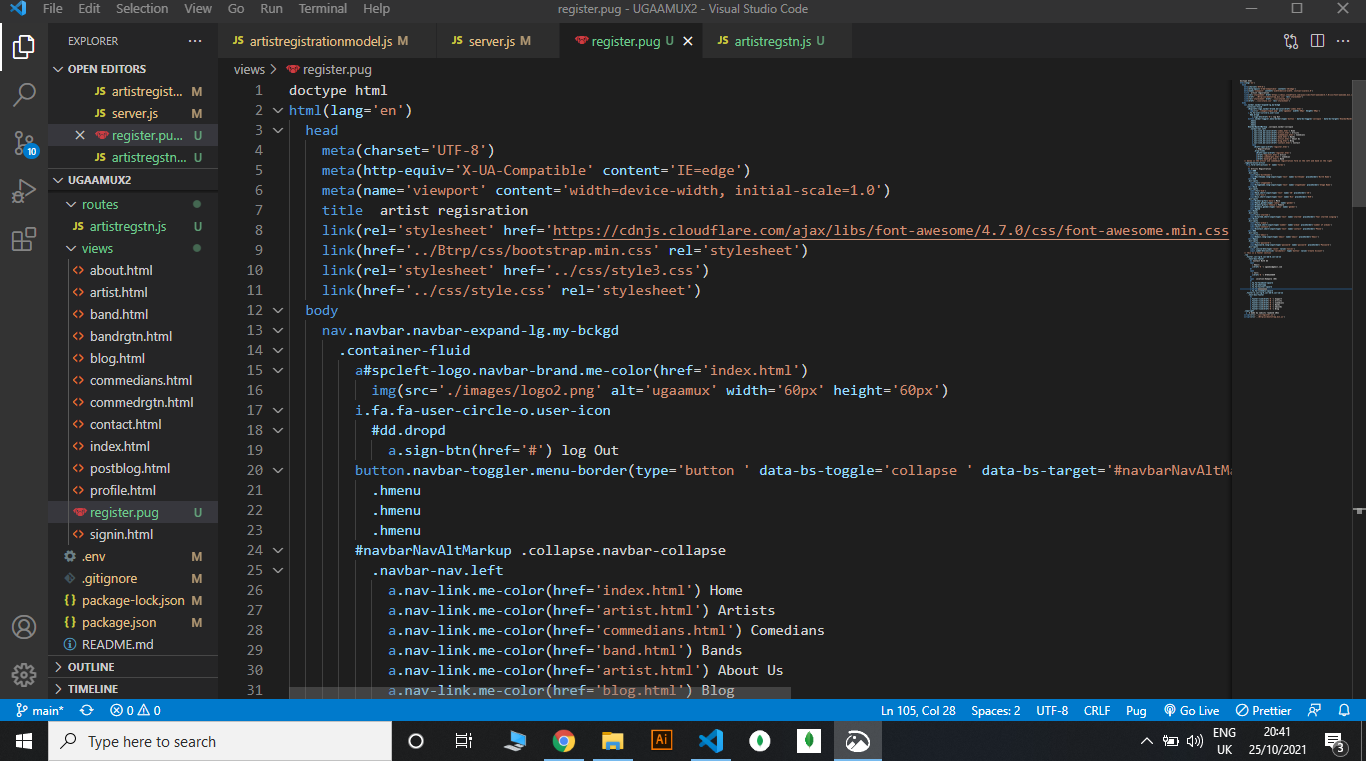 File Edit Selection View Go Run Terminal Help register.pug - UGAAMUX2 - Visual Studio Code
EXPLORER
JS artistregistrationmodel.js M JS server.js M register.pug U JS artistregstn.js U
OPEN EDITORS
JS artistregist... M
JS server.js M
register.pu... U
JS artistregstn... U
UGAAMUX2
routes
JS artistregstn.js U
views
about.html
artist.html
band.html
bandrgtn.html
blog.html
commedians.html
commedrgtn.html
contact.html
index.html
postblog.html
profile.html
register.pug U
signin.html
.env M
.gitignore M
package-lock.json M
package.json M
README.md
OUTLINE
TIMELINE
10
views > register.pug
1 doctype html
2 html(lang='en')
3 head
4 meta(charset='UTF-8')
5 meta(http-equiv='X-UA-Compatible' content='IE=edge')
6 meta(name='viewport' content='width=device-width, initial-scale=1.0')
7 title  artist regisration
8 link(rel='stylesheet' href='https://cdnjs.cloudflare.com/ajax/libs/font-awesome/4.7.0/css/font-awesome.min.css
9 link(href='../Btrp/css/bootstrap.min.css' rel='stylesheet')
10 link(rel='stylesheet' href='../css/style3.css')
11 link(href='../css/style.css' rel='stylesheet')
12 body
13 nav.navbar.navbar-expand-lg.my-bckgd
14 .container-fluid
15 a#spcleft-logo.navbar-brand.me-color(href='index.html')
16 img(src='./images/logo2.png' alt='ugaamux' width='60px' height='60px')
17 i.fa.fa-user-circle-o.user-icon
18 #dd.dropd
19 a.sign-btn(href='#') log Out
20 button.navbar-toggler.menu-border(type='button ' data-bs-toggle='collapse ' data-bs-target='#navbarNavAltMa
21 .hmenu
22 .hmenu
23 .hmenu
24 #navbarNavAltMarkup .collapse.navbar-collapse
25 .navbar-nav.left
26 a.nav-link.me-color(href='index.html') Home
27 a.nav-link.me-color(href='artist.html') Artists
28 a.nav-link.me-color(href='commedians.html') Comedians
29 a.nav-link.me-color(href='band.html') Bands
30 a.nav-link.me-color(href='artist.html') About Us
31 a.nav-link.me-color(href='blog.html') Blog
main* 0 0 Ln 105, Col 28 Spaces: 2 UTF-8 CRLF Pug Go Live Prettier
Type here to search
Ai
ENG
UK
20:41
25/10/2021
3